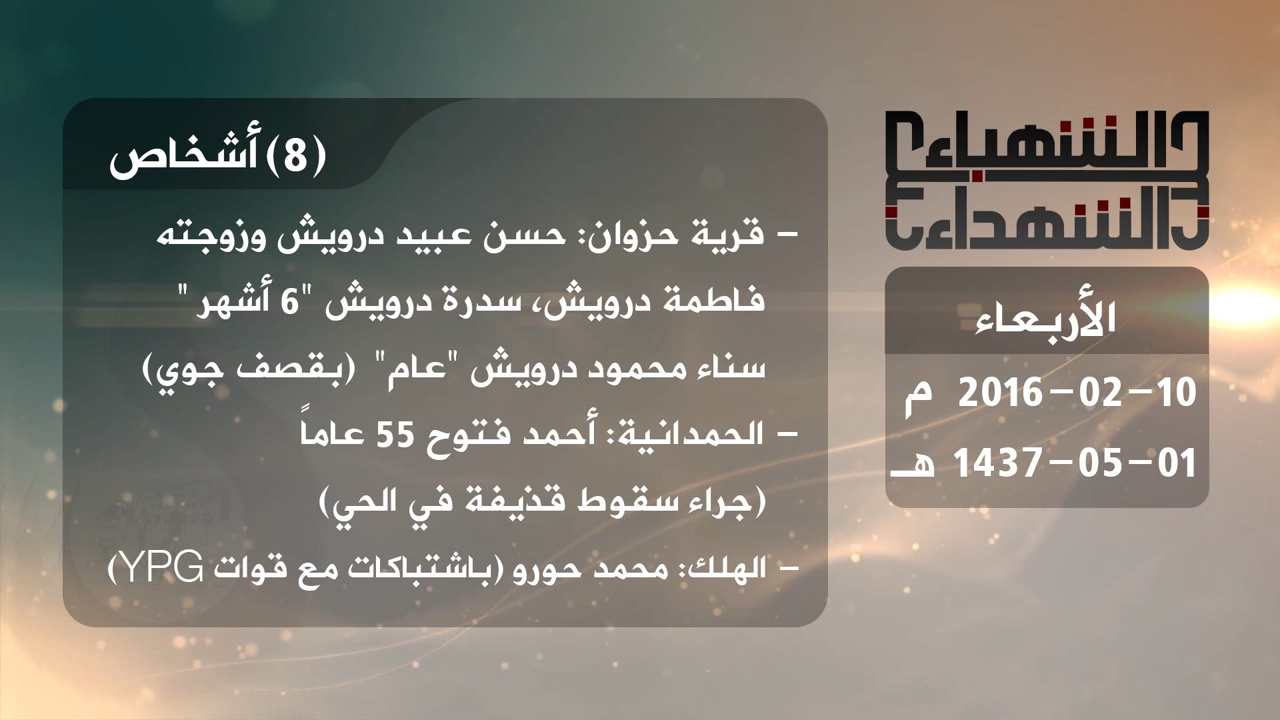 الشهباء
الشهداء
الأربعاء
10-02-2016 م
01-05-1437 هـ
(8) أشخاص
- قرية حزوان: حسن عبيد درويش وزوجته
فاطمة درويش، سدرة درويش "6 أشهر "
سناء محمود درويش "عام" (بقصف جوي)
- الحمدانية: أحمد فتوح 55 عاماً
(جراء سقوط قذيفة في الحي)
- الهلك: محمد حورو (باشتباكات مع قوات YPG)